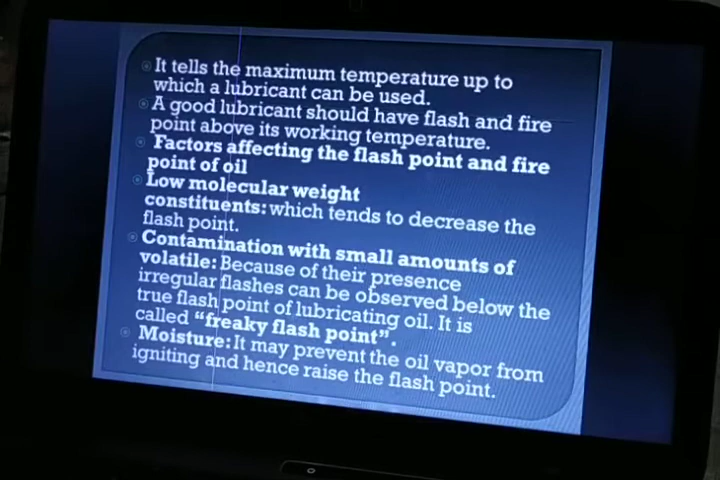 It tells the maximum temperature up to
which a lubricant can be used.
A good lubricant should have flash and fire
point above its working temperature.
Factors affecting the flash point and fire
point of oil
Low molecular weight
constituents: which tends to decrease the
flash point.
Contamination with small amounts of
volatile: Because of their presence
irregular flashes can be observed below the
true flash point of lubricating oil. It is
called “freaky flash point”.
Moisture: It may prevent the oil vapor from
igniting and hence raise the flash point.